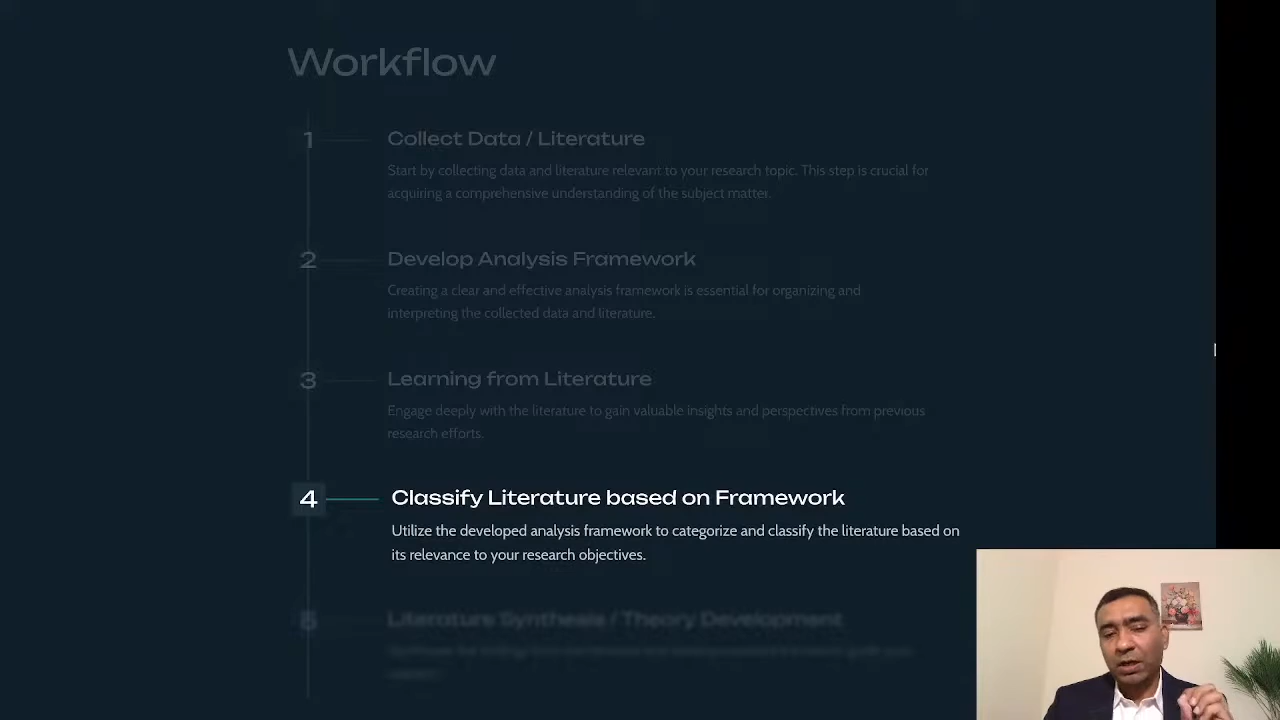 Workflow
1
Collect Data / Literature
Start by collecting data and literature relevant to your research topic. This step is crucial for
acquiring a comprehensive understanding of the subject matter.
2
Develop Analysis Framework
Creating a clear and effective analysis framework is essential for organizing and
interpreting the collected data and literature.
3
Learning from Literature
Engage deeply with the literature to gain valuable insights and perspectives from previous
research efforts.
4
Classify Literature based on Framework
Utilize the developed analysis framework to categorize and classify the literature based on
its relevance to your research objectives.
5
Literature Synthesis / Theory Development